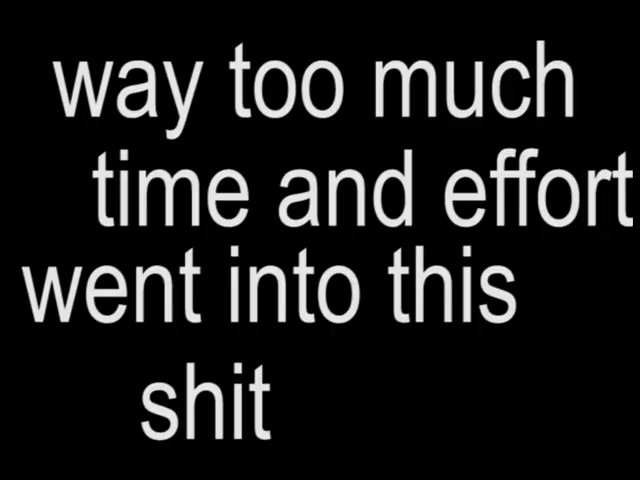 way too much
time and effort
went into this
shit